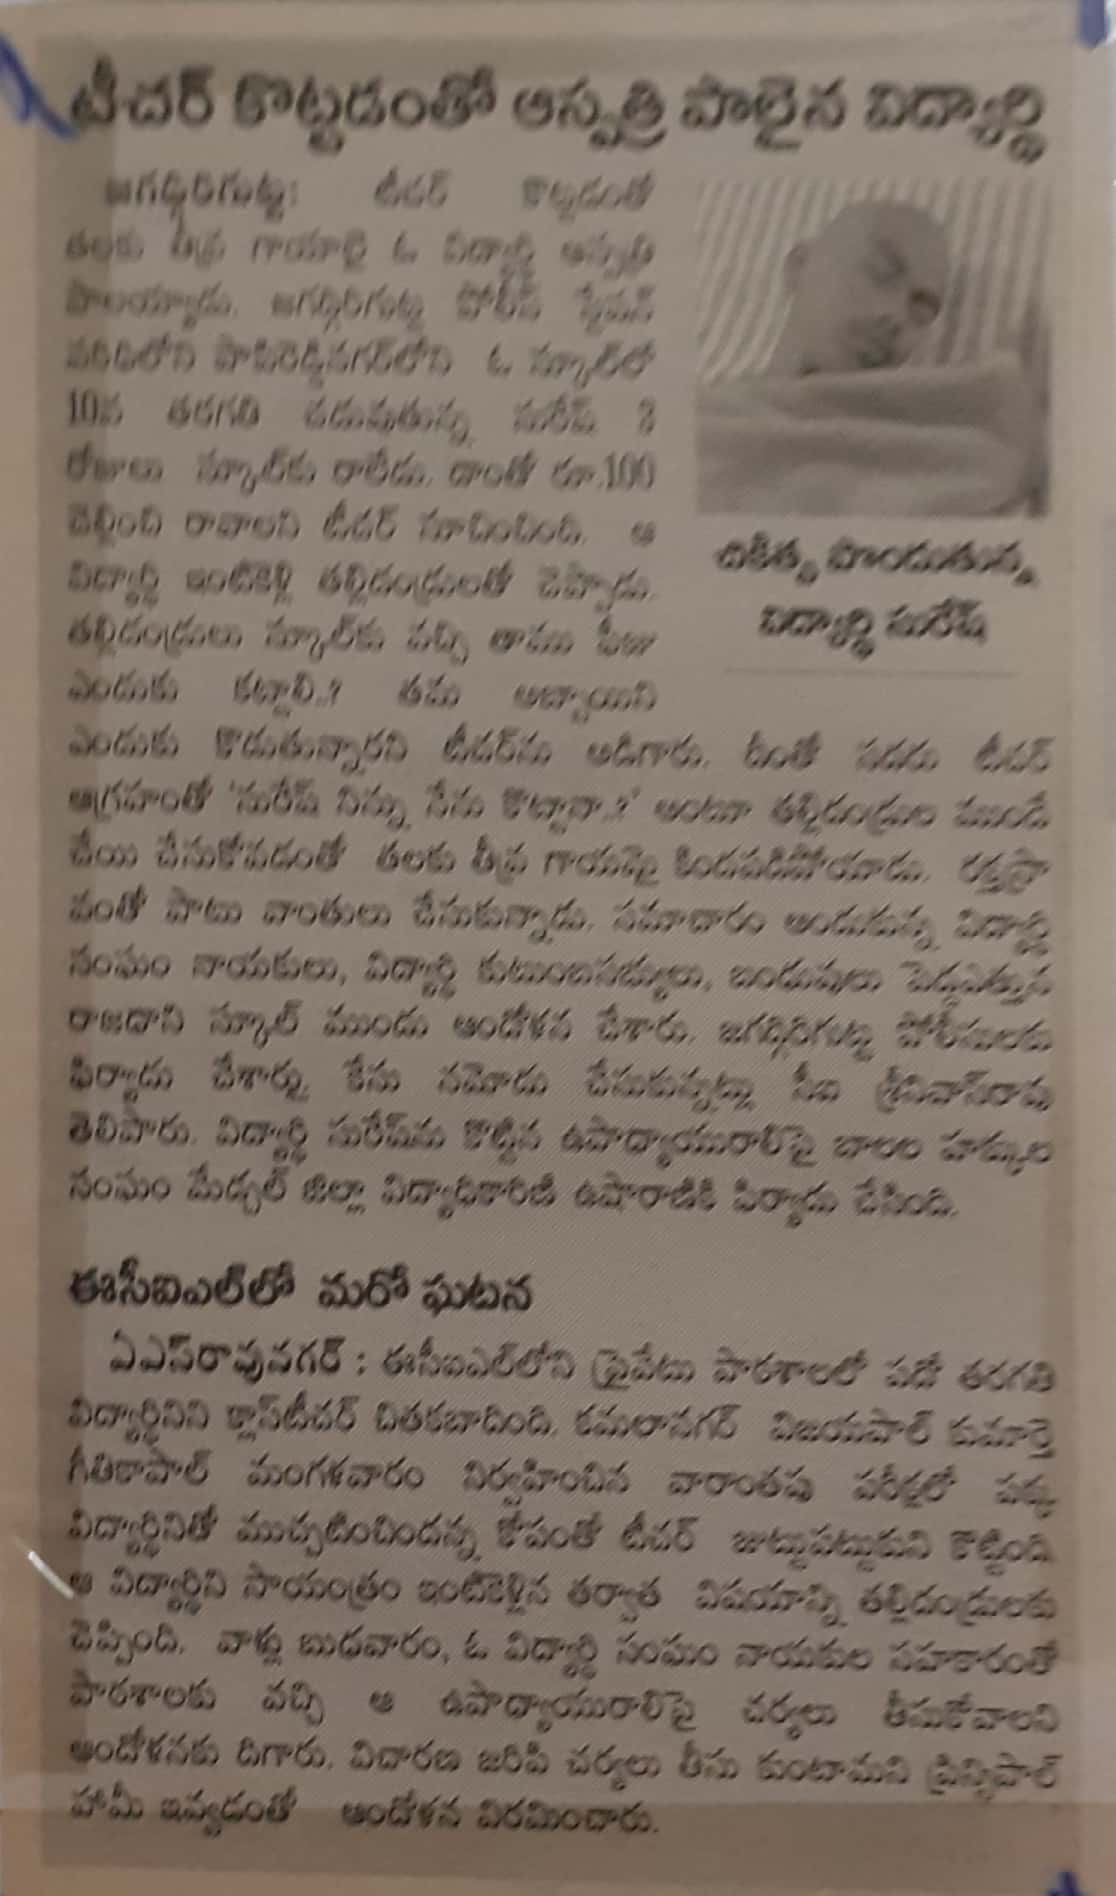 టీచర్ కొట్టడంతో ఆస్పత్రి పాలైన విద్యార్థి
జగద్గిరిగుట్ట: టీచర్ కొట్టడంతో
తలకు తీవ్ర గాయాలై ఓ విద్యార్థి ఆస్పత్రి
పాలయ్యాడు. జగద్గిరిగుట్ట పోలీస్ స్టేషన్
పరిధిలోని పాపిరెడ్డినగర్‌లోని ఓ స్కూల్‌లో
10వ తరగతి చదువుతున్న సురేష్ 3
రోజులు స్కూల్‌కు రాలేదు. దాంతో రూ.100
చెల్లించి రావాలని టీచర్ సూచించింది. ఆ
విద్యార్థి ఇంటికెళ్లి తల్లిదండ్రులతో చెప్పాడు.
తల్లిదండ్రులు స్కూల్‌కు వచ్చి తాము ఫీజు
ఎందుకు కట్టాలి..? తమ అబ్బాయిని
ఎందుకు కొడుతున్నారని టీచర్‌ను అడిగారు. దీంతో సదరు టీచర్
ఆగ్రహంతో 'సురేష్ నిన్ను నేను కొట్టానా..?' అంటూ తల్లిదండ్రుల ముందే
చేయి చేసుకోవడంతో తలకు తీవ్ర గాయమై కిందపడిపోయాడు. రక్తస్రా
వంతో పాటు వాంతులు చేసుకున్నాడు. సమాచారం అందుకున్న విద్యార్థి
సంఘం నాయకులు, విద్యార్థి కుటుంబసభ్యులు, బంధువులు పెద్దఎత్తున
రాజధాని స్కూల్ ముందు ఆందోళన చేశారు. జగద్గిరిగుట్ట పోలీసులకు
ఫిర్యాదు చేశారు. కేసు నమోదు చేసుకున్నట్లు సీఐ శ్రీనివాస్‌రావు
తెలిపారు. విద్యార్థి సురేష్‌ను కొట్టిన ఉపాధ్యాయురాలిపై బాలల హక్కుల
సంఘం మేడ్చల్ జిల్లా విద్యాధికారిణి ఉషారాణికి ఫిర్యాదు చేసింది.
చికిత్స పొందుతున్న
విద్యార్థి సురేష్
ఈసీఐఎల్‌లో మరో ఘటన
ఏఎస్‌రావునగర్ : ఈసీఐఎల్‌లోని ప్రైవేటు పాఠశాలలో పదో తరగతి
విద్యార్థినిని క్లాస్‌టీచర్ చితకబాదింది. కమలానగర్ విజయపాల్ కుమార్తె
గీతికాపాల్ మంగళవారం నిర్వహించిన వారాంతపు పరీక్షలో పక్క
విద్యార్థినితో ముచ్చటించిందన్న కోపంతో టీచర్ జుట్టుపట్టుకుని కొట్టింది.
ఆ విద్యార్థిని సాయంత్రం ఇంటికెళ్లిన తర్వాత విషయాన్ని తల్లిదండ్రులకు
చెప్పింది. వాళ్లు బుధవారం, ఓ విద్యార్థి సంఘం నాయకుల సహకారంతో
పాఠశాలకు వచ్చి ఆ ఉపాధ్యాయురాలిపై చర్యలు తీసుకోవాలని
ఆందోళనకు దిగారు. విచారణ జరిపి చర్యలు తీసు కుంటామని ప్రిన్సిపాల్
హామీ ఇవ్వడంతో ఆందోళన విరమించారు.